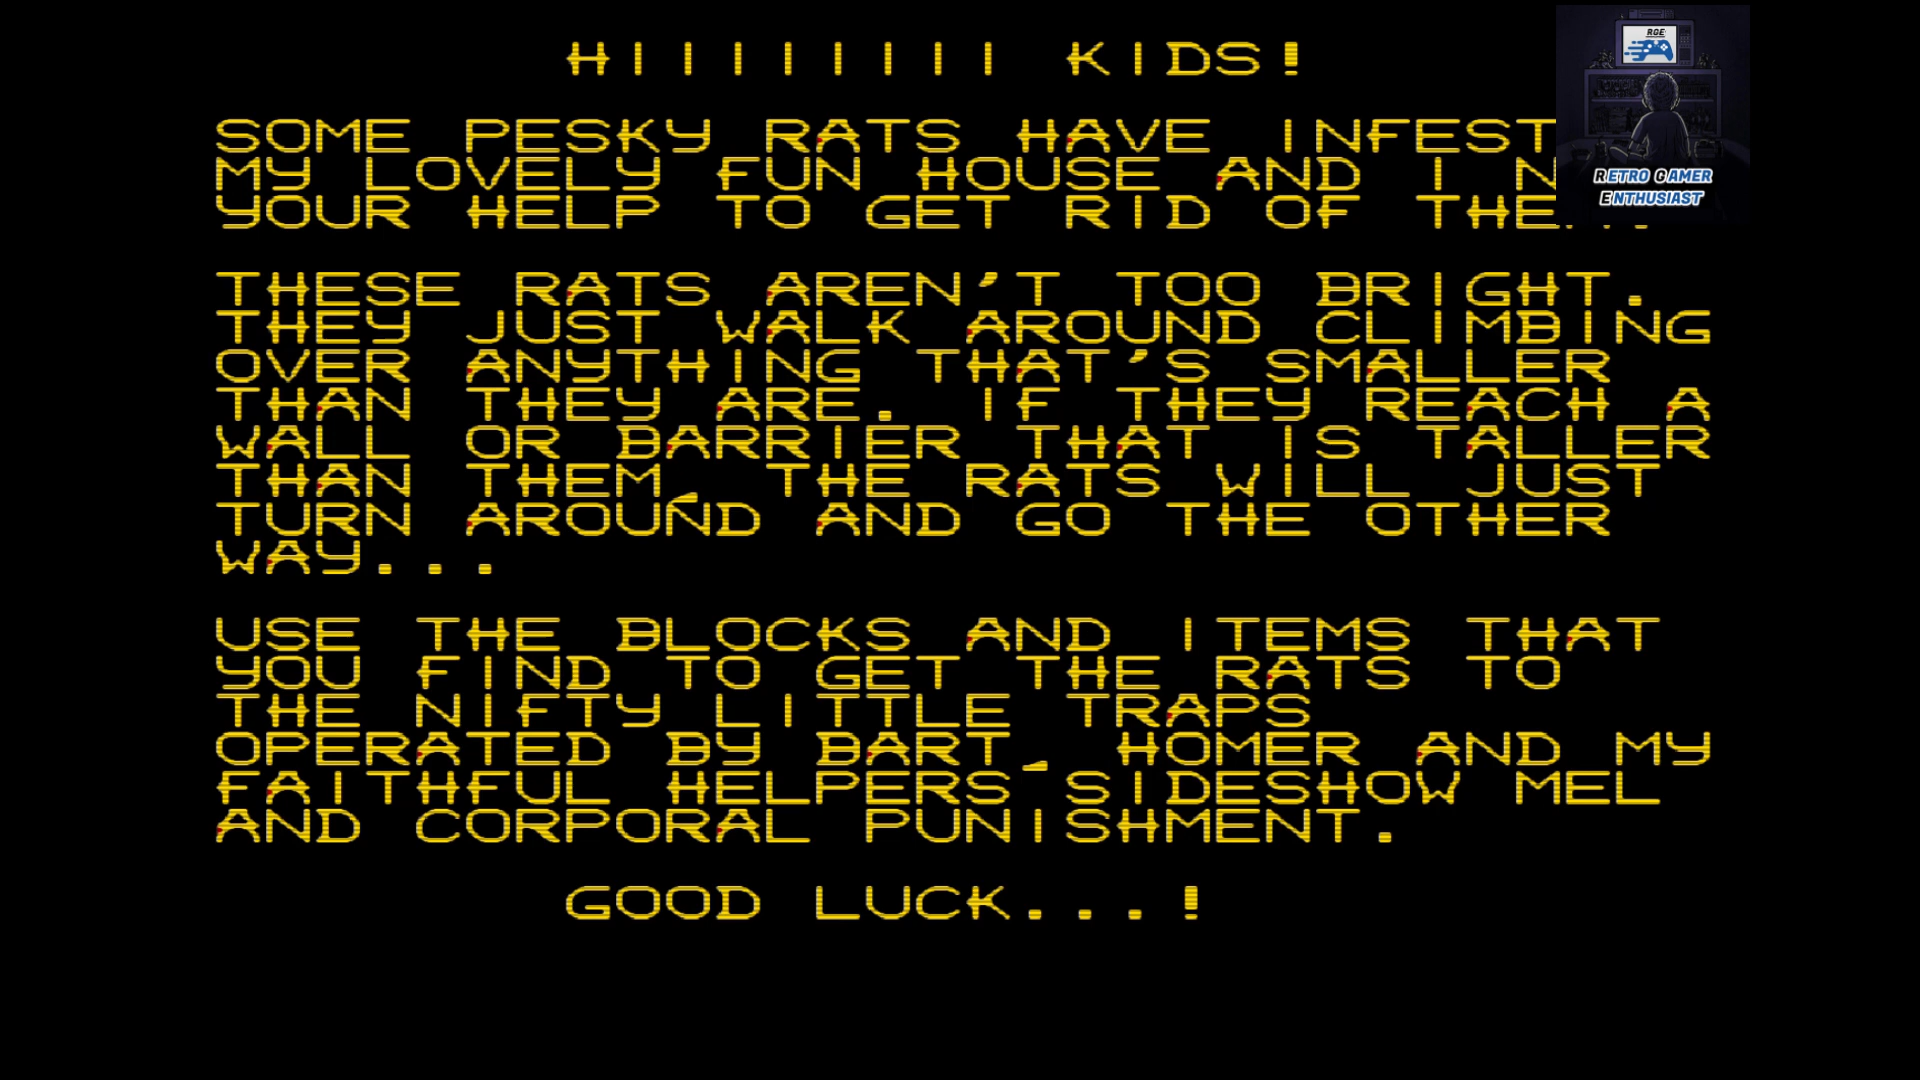 HIIIIIIII KIDS!
SOME PESKY RATS HAVE INFEST
MY LOVELY FUN HOUSE AND I N
YOUR HELP TO GET RID OF THE
THESE RATS AREN'T TOO BRIGHT.
THEY JUST WALK AROUND CLIMBING
OVER ANYTHING THAT'S SMALLER
THAN THEY ARE. IF THEY REACH A
WALL OR BARRIER THAT IS TALLER
THAN THEM, THE RATS WILL JUST
TURN AROUND AND GO THE OTHER
WAY...
USE THE BLOCKS AND ITEMS THAT
YOU FIND TO GET THE RATS TO
THE NIFTY LITTLE TRAPS
OPERATED BY BART, HOMER AND MY
FAITHFUL HELPERS SIDESHOW MEL
AND CORPORAL PUNISHMENT.
GOOD LUCK...!
RGE
RETRO GAMER
ENTHUSIAST